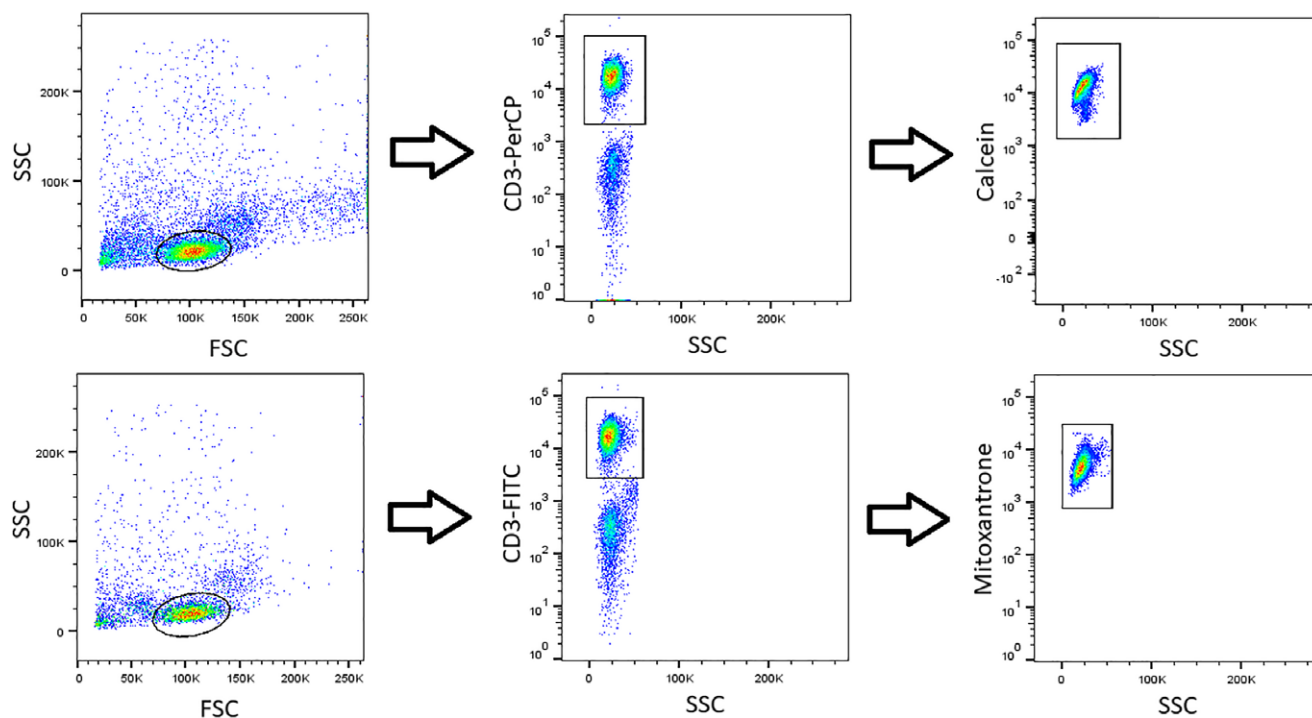 SSC
200K
100K
0
0 50K 100K 150K 200K 250K
FSC
CD3-PerCP
10^5
10^4
10^3
10^2
10^1
10^0
0 100K 200K
SSC
Calcein
10^5
10^4
10^3
10^2
0
-10^2
0 100K 200K
SSC
SSC
200K
100K
0
0 50K 100K 150K 200K 250K
FSC
CD3-FITC
10^5
10^4
10^3
10^2
10^1
10^0
0 100K 200K
SSC
Mitoxantrone
10^5
10^4
10^3
10^2
10^1
10^0
0 100K 200K
SSC